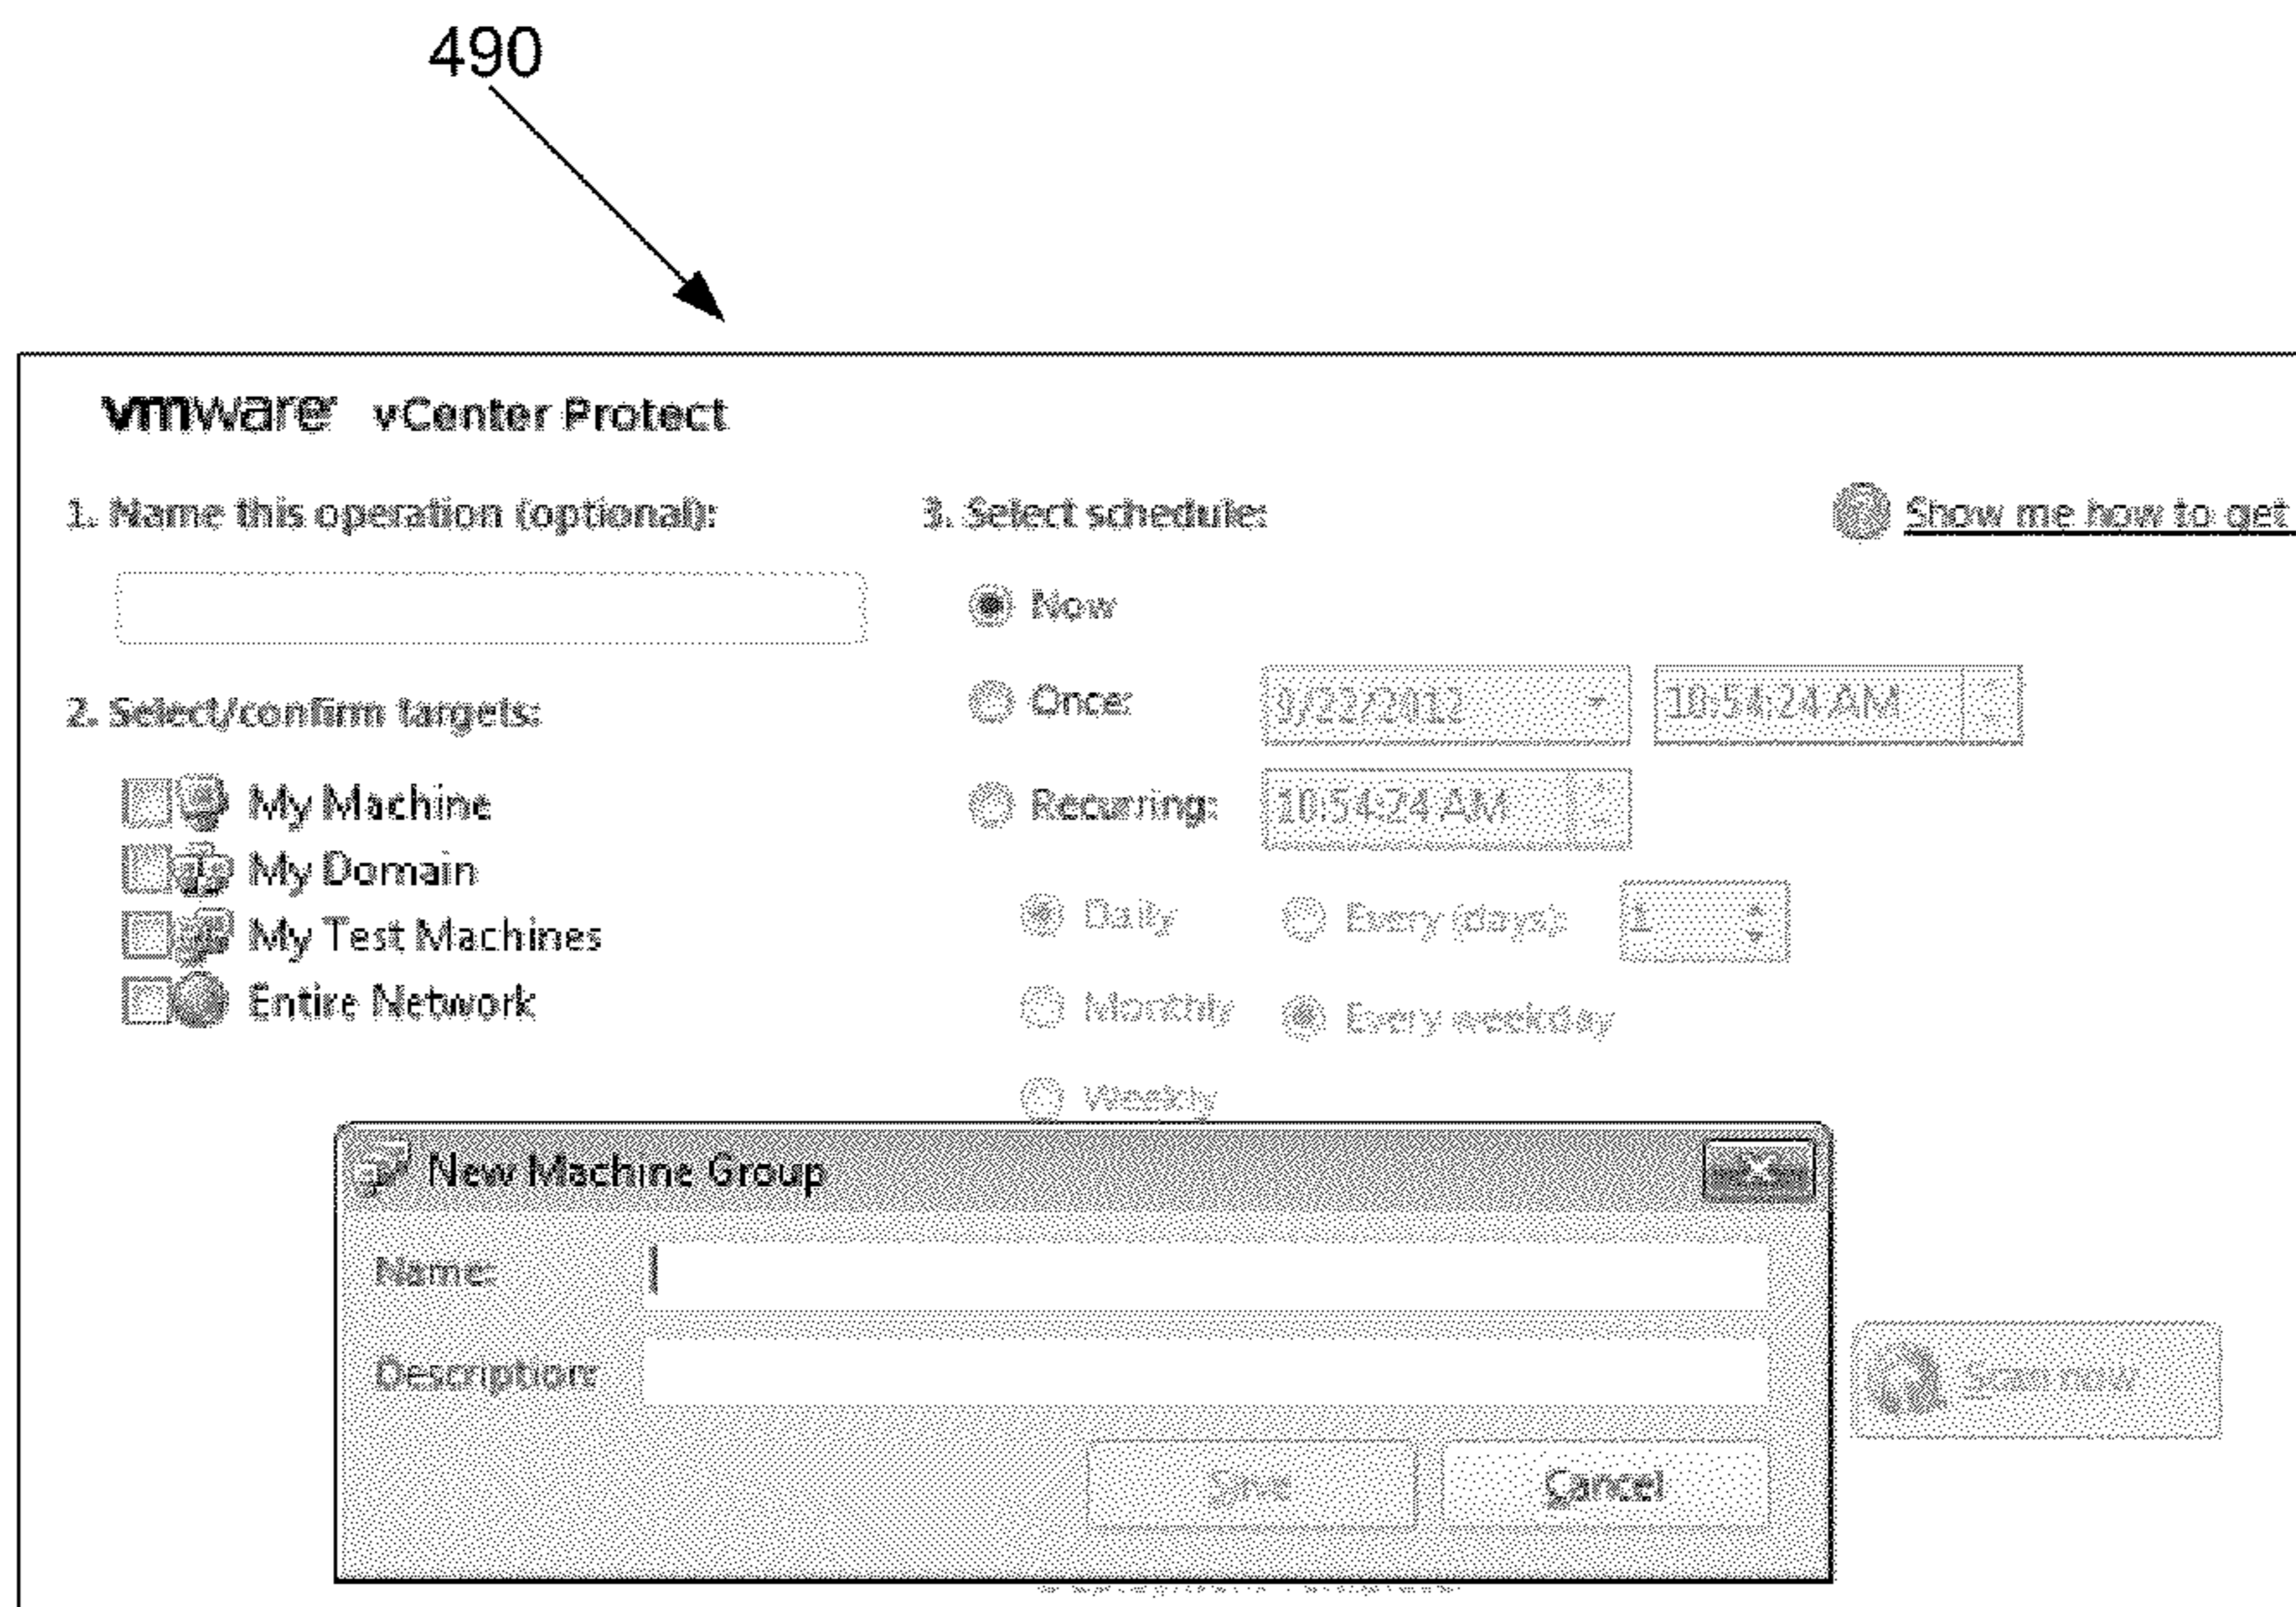 490
vmware vCenter Protect
1. Name this operation (optional):
3. Select schedule:
Show me how to get
Now
Once: 9/22/2012 10:54:24 AM
2. Select/confirm targets:
Recurring: 10:54:24 AM
My Machine
My Domain
My Test Machines
Entire Network
Daily Every (days): 1
Monthly Every weekday
Weekly
New Machine Group
Name:
Description:
Save Cancel
Scan now